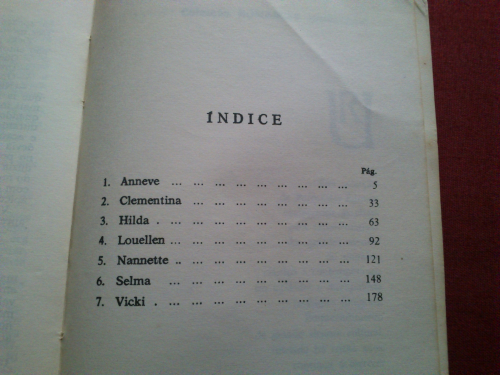 ÍNDICE
Pág.
1. Anneve ... ... ... ... ... ... ... ... ... 5
2. Clementina ... ... ... ... ... ... ... ... 33
3. Hilda . ... ... ... ... ... ... ... ... ... 63
4. Louellen ... ... ... ... ... ... ... ... ... 92
5. Nannette .. ... ... ... ... ... ... ... ... 121
6. Selma ... ... ... ... ... ... ... ... ... 148
7. Vicki . ... ... ... ... ... ... ... ... ... 178